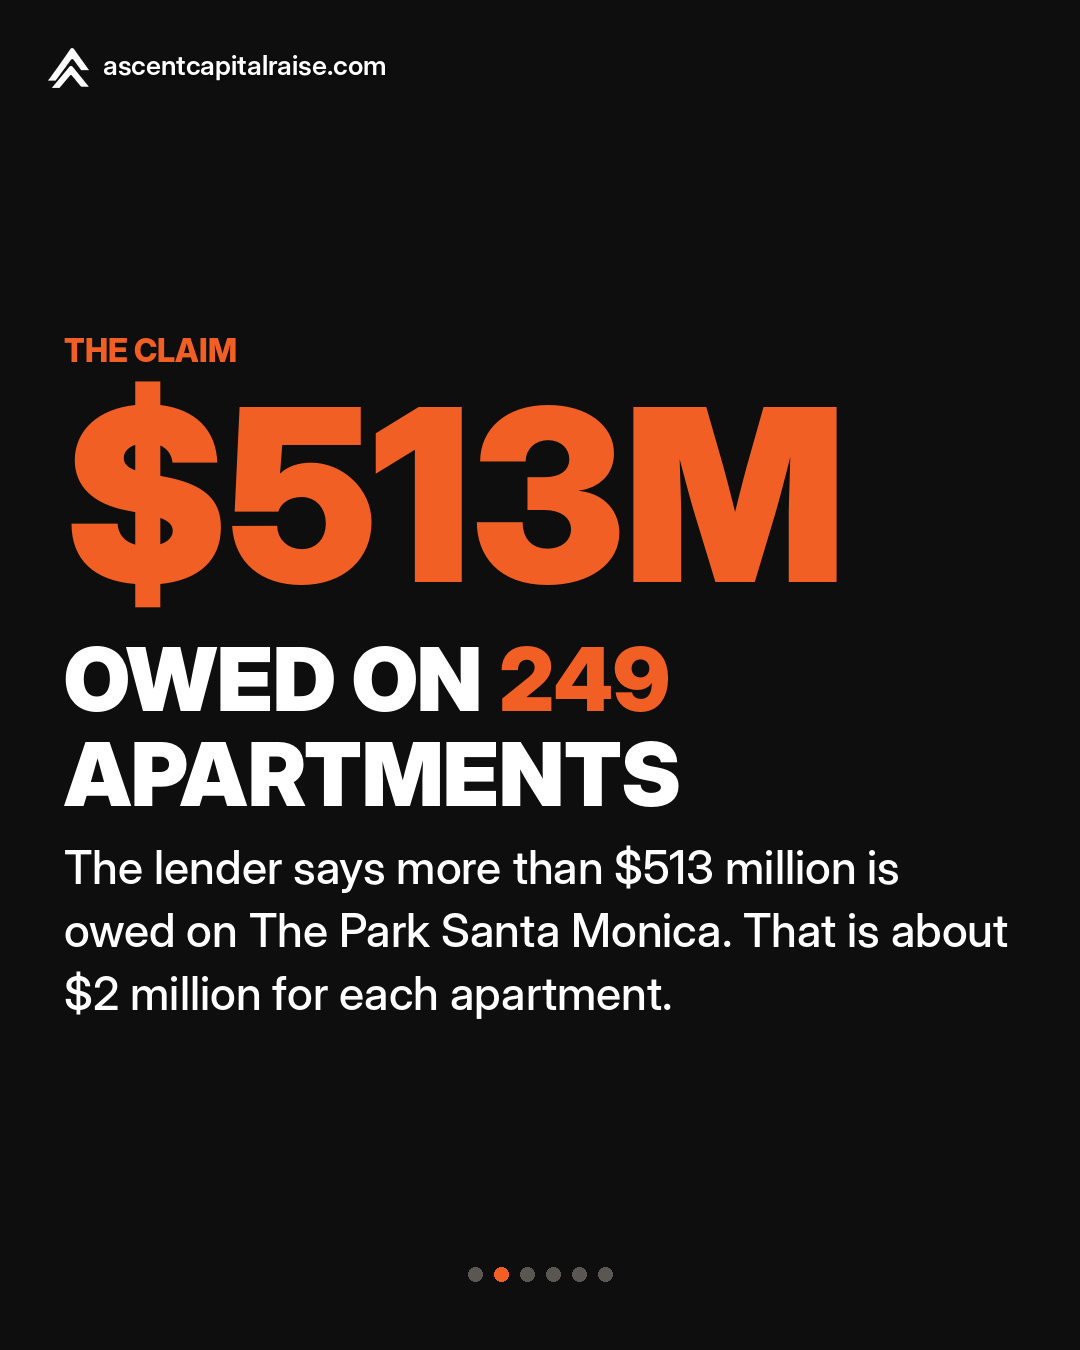 ascentcapitalraise.com
THE CLAIM
$513M
OWED ON 249
APARTMENTS
The lender says more than $513 million is
owed on The Park Santa Monica. That is about
$2 million for each apartment.